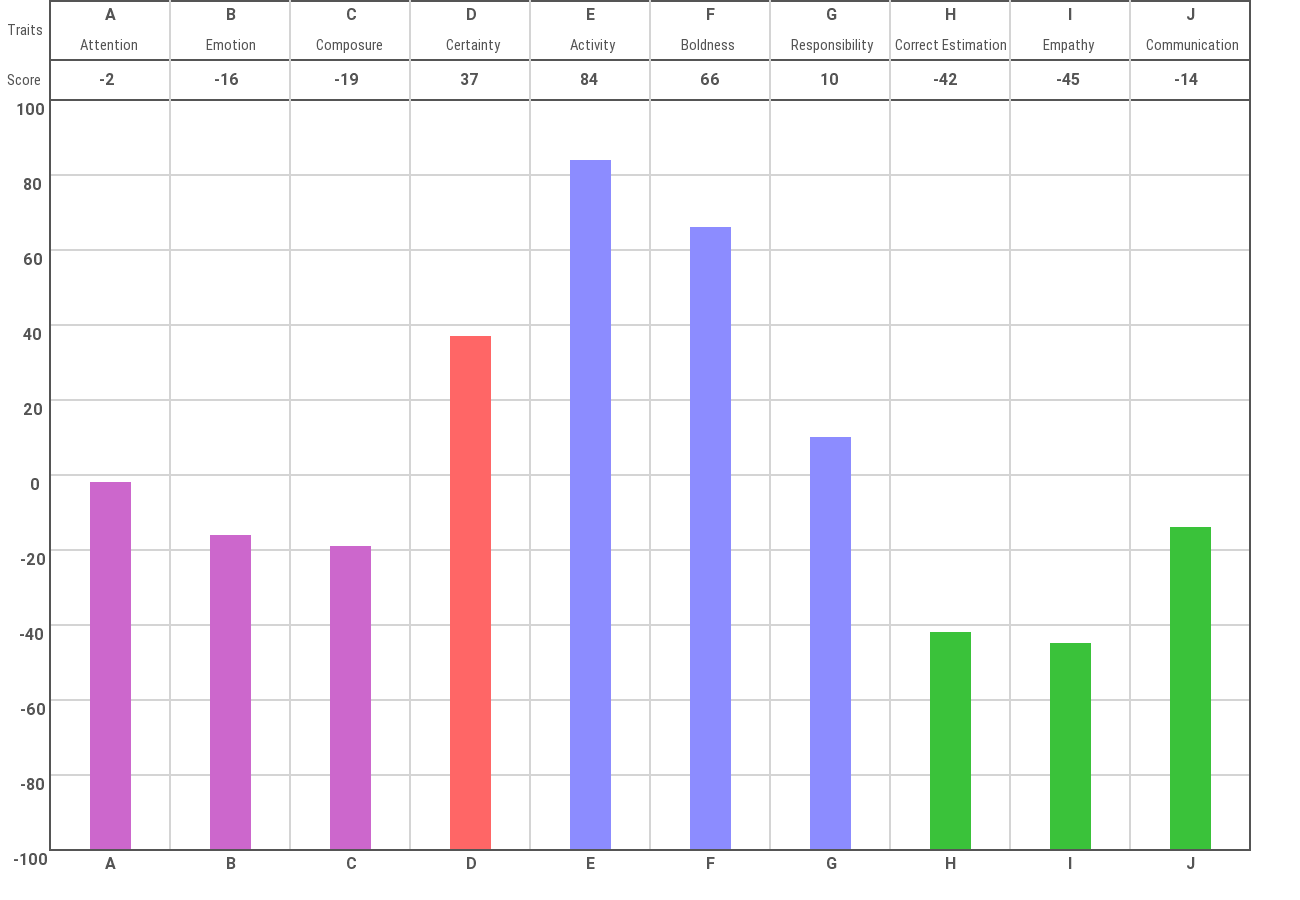 A B C D E F G H I J
Traits
Attention Emotion Composure Certainty Activity Boldness Responsibility Correct Estimation Empathy Communication
Score -2 -16 -19 37 84 66 10 -42 -45 -14
100
80
60
40
20
0
-20
-40
-60
-80
-100
A B C D E F G H I J